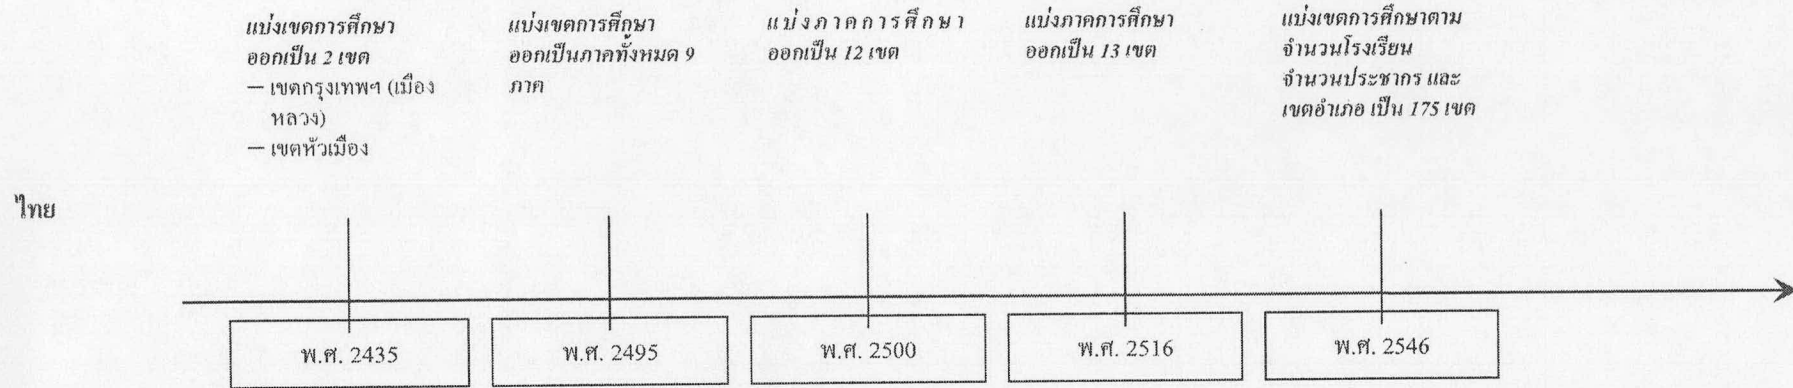 แบ่งเขตการศึกษา
ออกเป็น 2 เขต
— เขตกรุงเทพฯ (เมือง
หลวง)
— เขตหัวเมือง
แบ่งเขตการศึกษา
ออกเป็นภาคทั้งหมด 9
ภาค
แบ่งภาคการศึกษา
ออกเป็น 12 เขต
แบ่งภาคการศึกษา
ออกเป็น 13 เขต
แบ่งเขตการศึกษาตาม
จำนวนโรงเรียน
จำนวนประชากร และ
เขตอำเภอ เป็น 175 เขต
ไทย
พ.ศ. 2435
พ.ศ. 2495
พ.ศ. 2500
พ.ศ. 2516
พ.ศ. 2546